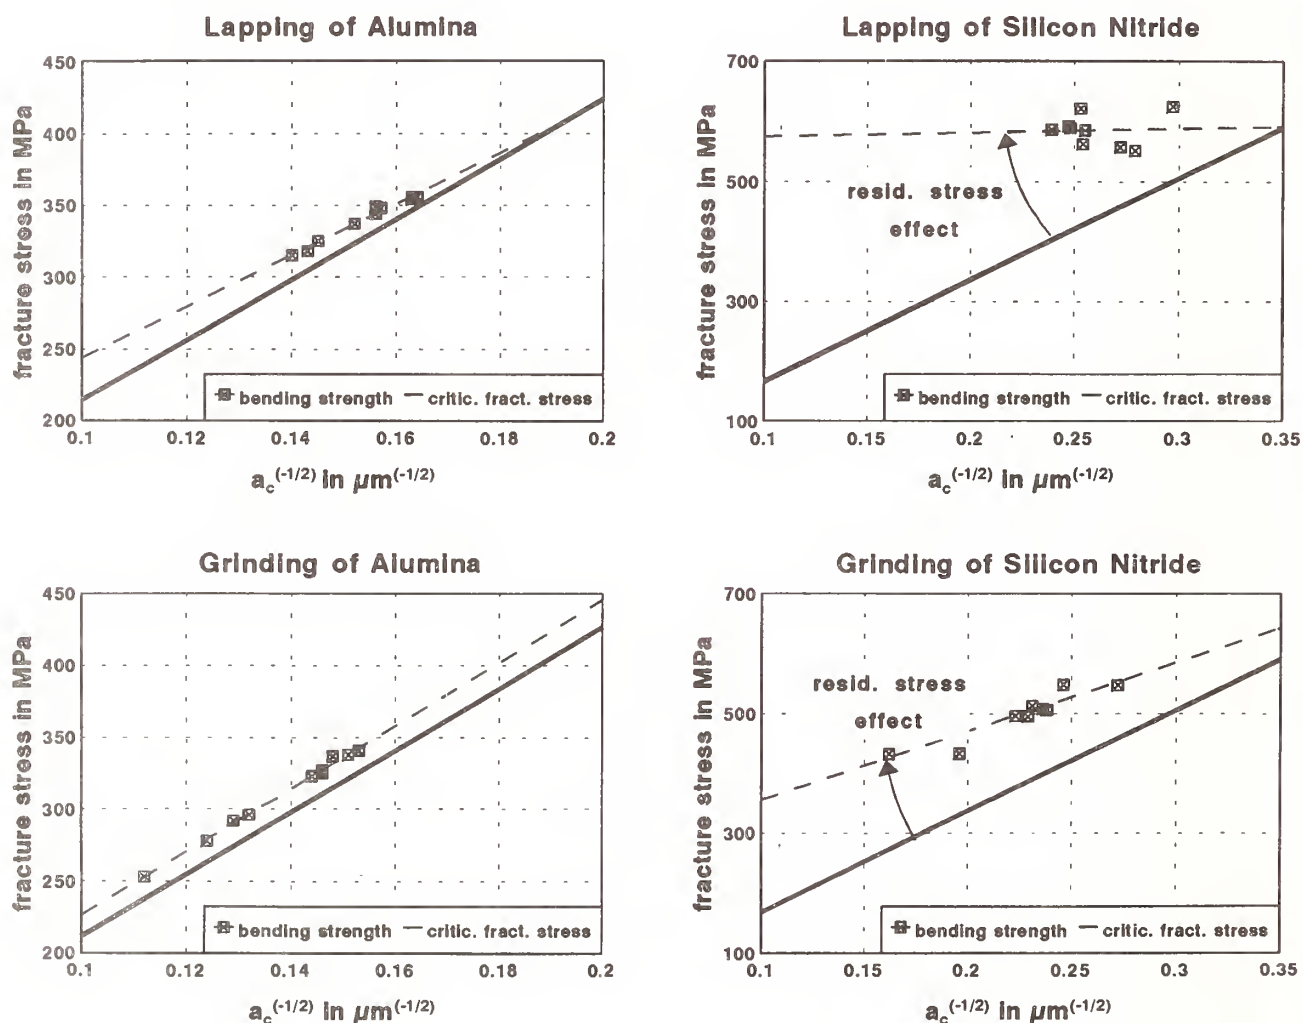 Lapping of Alumina
fracture stress in MPa
450
400
350
300
250
200
bending strength critic. fract. stress
0.1 0.12 0.14 0.16 0.18 0.2
a_c^(-1/2) in μm^(-1/2)
Lapping of Silicon Nitride
fracture stress in MPa
700
500
300
100
resid. stress
effect
bending strength critic. fract. stress
0.1 0.15 0.2 0.25 0.3 0.35
a_c^(-1/2) in μm^(-1/2)
Grinding of Alumina
fracture stress in MPa
450
400
350
300
250
200
bending strength critic. fract. stress
0.1 0.12 0.14 0.16 0.18 0.2
a_c^(-1/2) in μm^(-1/2)
Grinding of Silicon Nitride
fracture stress in MPa
700
500
300
100
resid. stress
effect
bending strength critic. fract. stress
0.1 0.15 0.2 0.25 0.3 0.35
a_c^(-1/2) in μm^(-1/2)